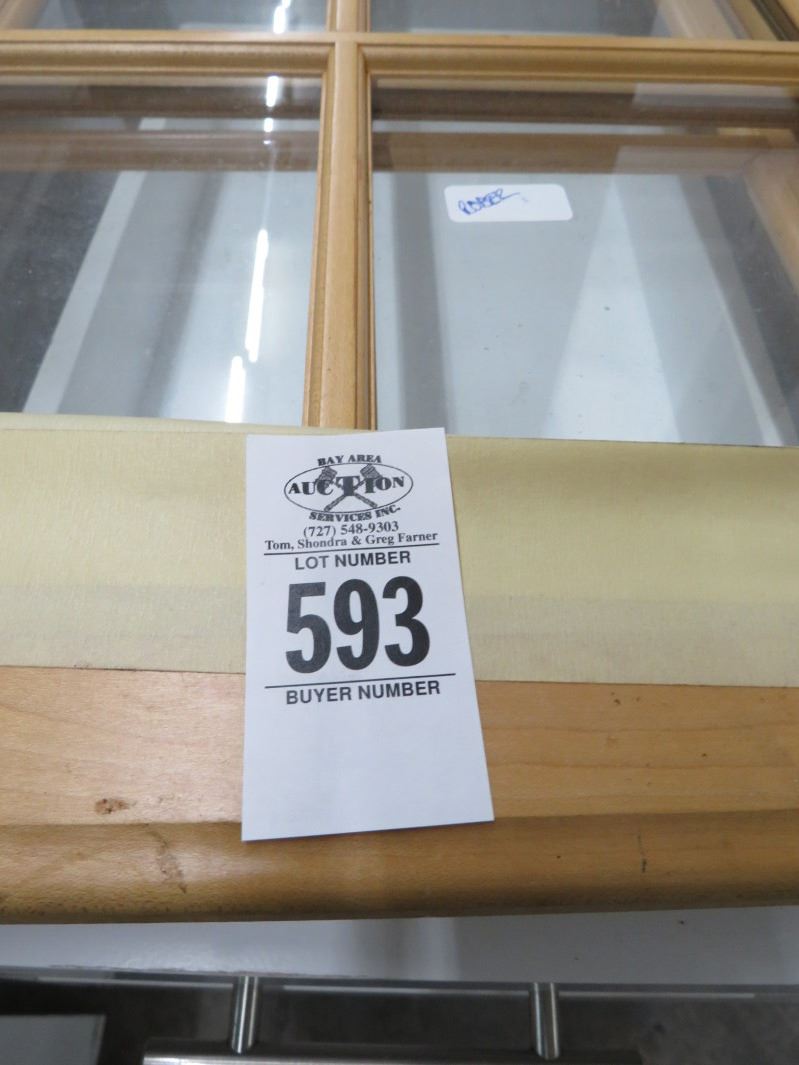 BAY AREA
AUCTION
SERVICES INC.
(727) 548-9303
Tom, Shondra & Greg Farner
LOT NUMBER
593
BUYER NUMBER